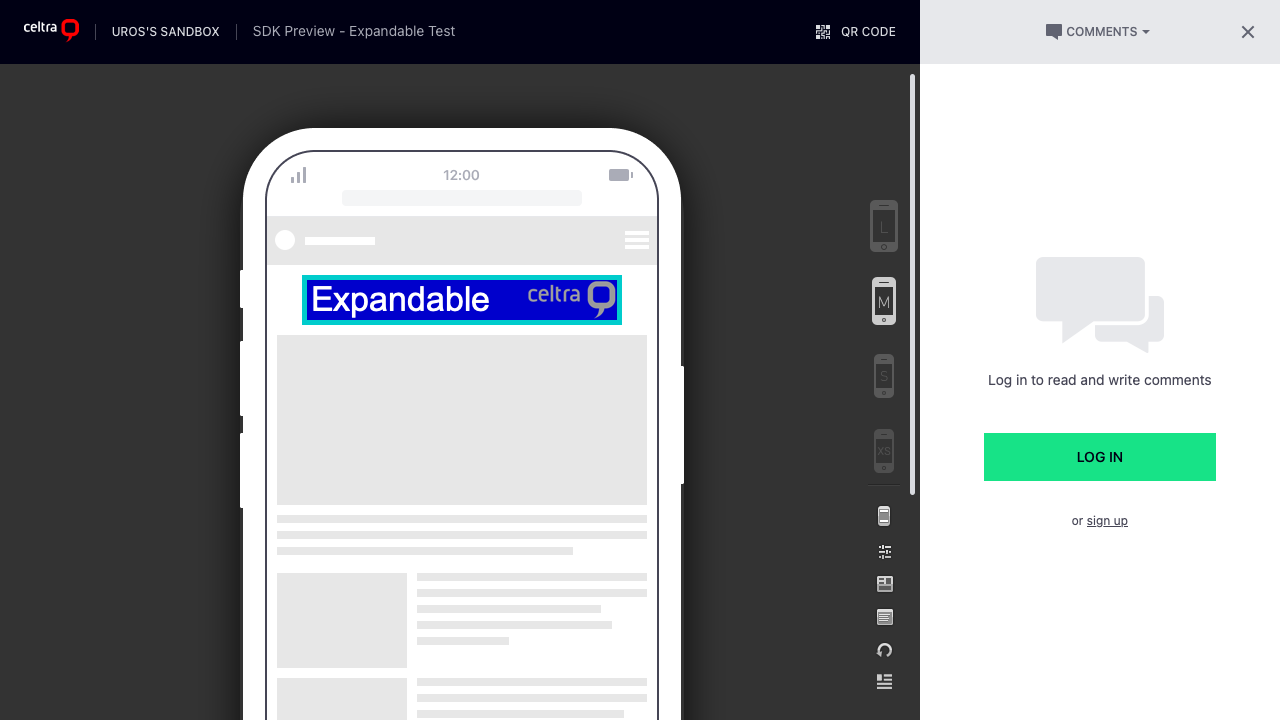 celtra
UROS'S SANDBOX
SDK Preview - Expandable Test
QR CODE
COMMENTS
12:00
Expandable
celtra
L
M
S
XS
Log in to read and write comments
LOG IN
or sign up